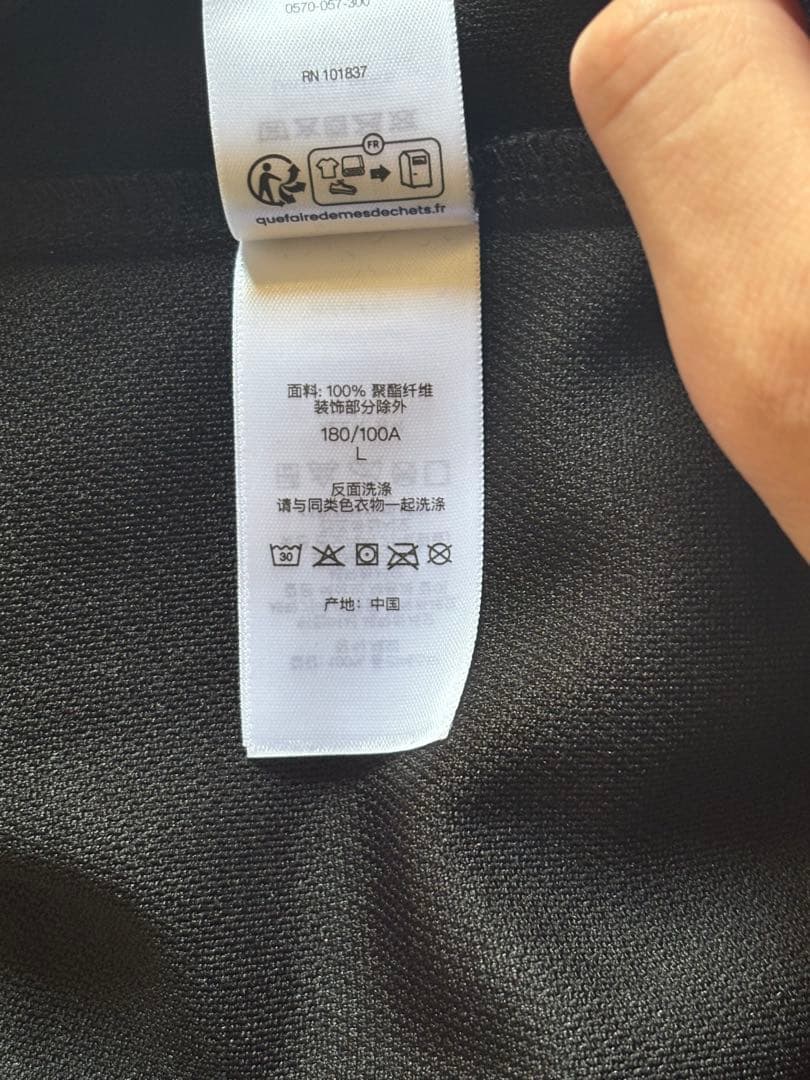 0570-057-300
RN 101837
FR
quefairedemesdechets.fr
面料: 100% 聚酯纤维
装饰部分除外
180/100A
L
反面洗涤
请与同类色衣物一起洗涤
30
产地: 中国